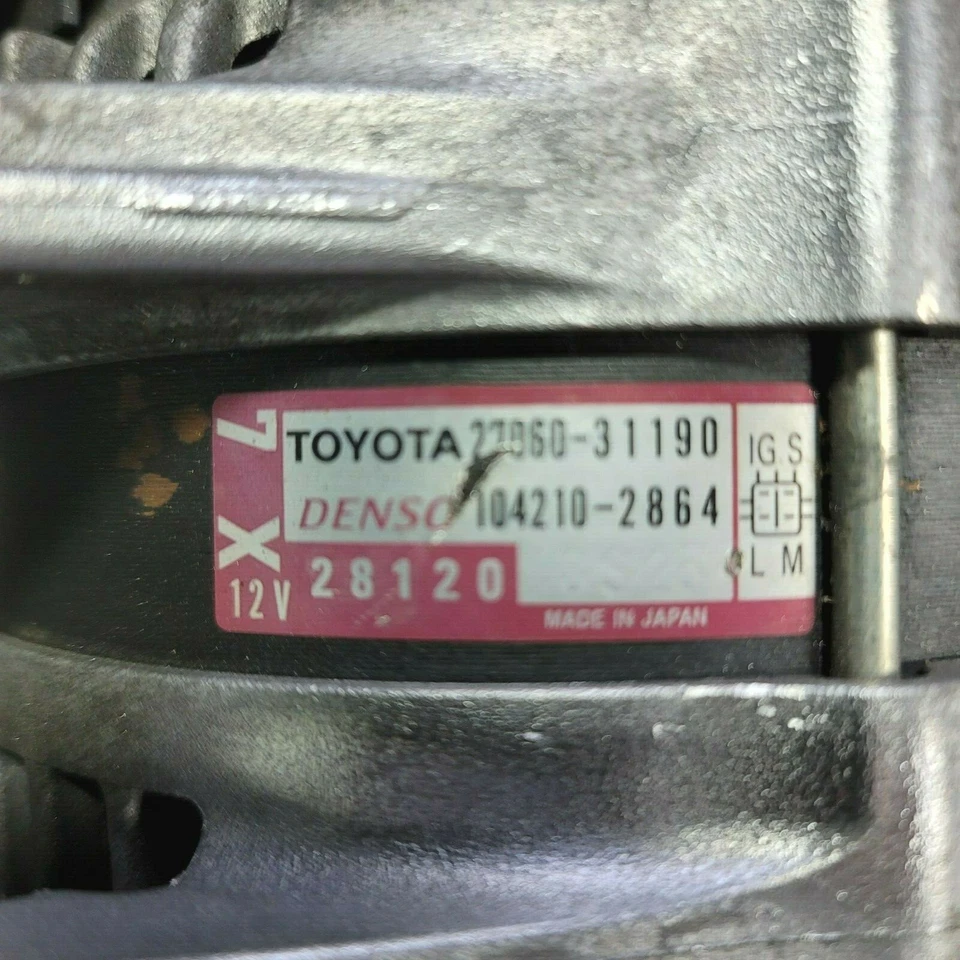 X
12V
TOYOTA 27060-31190
DENSO 104210-2864
28120
MADE IN JAPAN
IG S
L M